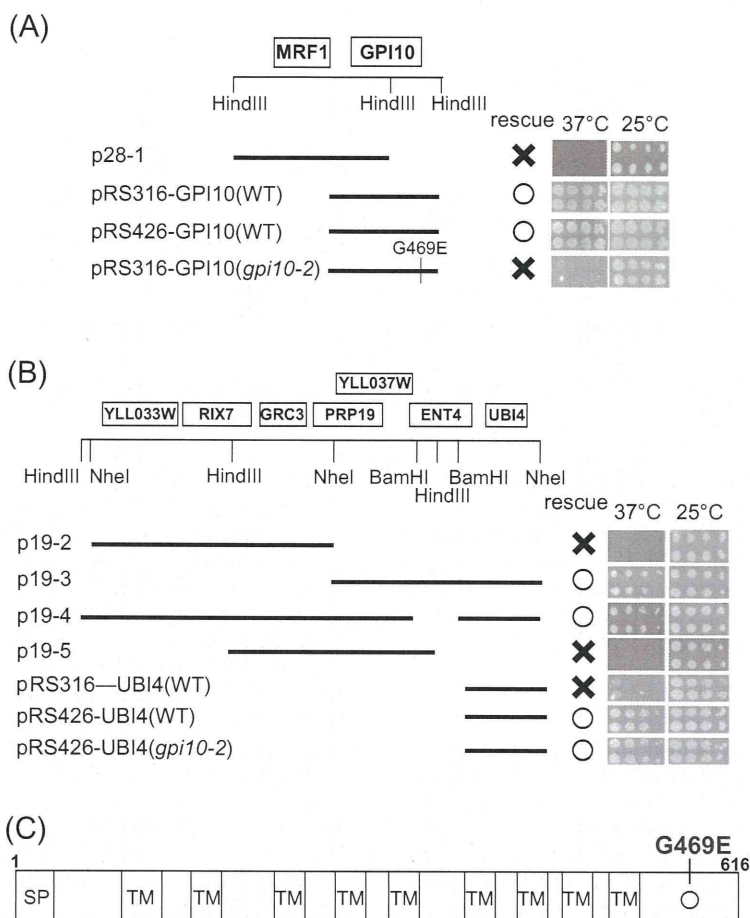 (A)
MRF1 GPI10
HindIII HindIII HindIII
rescue 37°C 25°C
p28-1
pRS316-GPI10(WT)
pRS426-GPI10(WT)
G469E
pRS316-GPI10(gpi10-2)
(B)
YLL037W
YLL033W RIX7 GRC3 PRP19 ENT4 UBI4
HindIII NheI HindIII NheI BamHI BamHI NheI
HindIII
rescue 37°C 25°C
p19-2
p19-3
p19-4
p19-5
pRS316—UBI4(WT)
pRS426-UBI4(WT)
pRS426-UBI4(gpi10-2)
(C)
G469E
1 616
SP TM TM TM TM TM TM TM TM TM